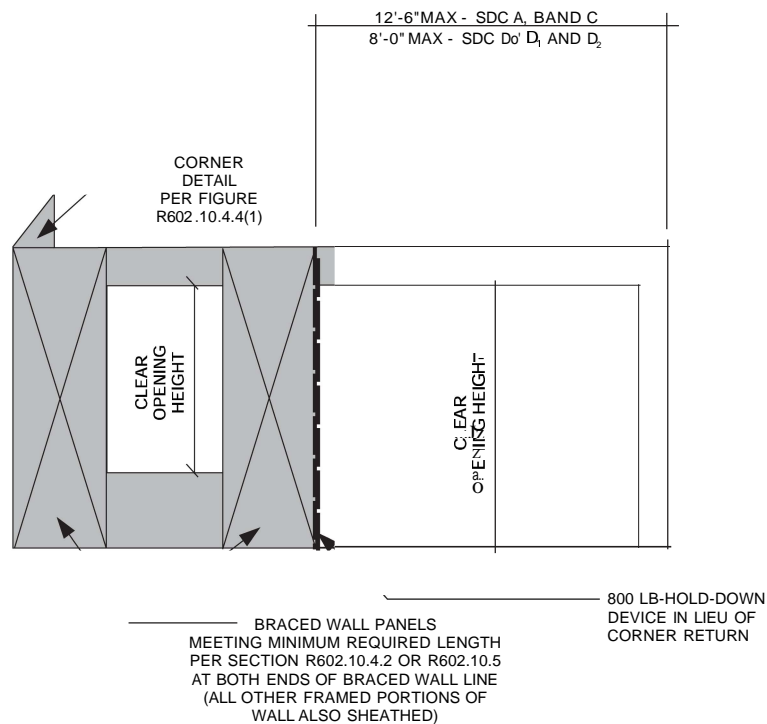 12'-6"MAX - SDC A, BAND C
8'-0" MAX - SDC Do' D₁ AND D₂
CORNER
DETAIL
PER FIGURE
R602.10.4.4(1)
CLEAR
OPENING
HEIGHT
OPENING HEIGHT
800 LB-HOLD-DOWN
DEVICE IN LIEU OF
CORNER RETURN
BRACED WALL PANELS
MEETING MINIMUM REQUIRED LENGTH
PER SECTION R602.10.4.2 OR R602.10.5
AT BOTH ENDS OF BRACED WALL LINE
(ALL OTHER FRAMED PORTIONS OF
WALL ALSO SHEATHED)